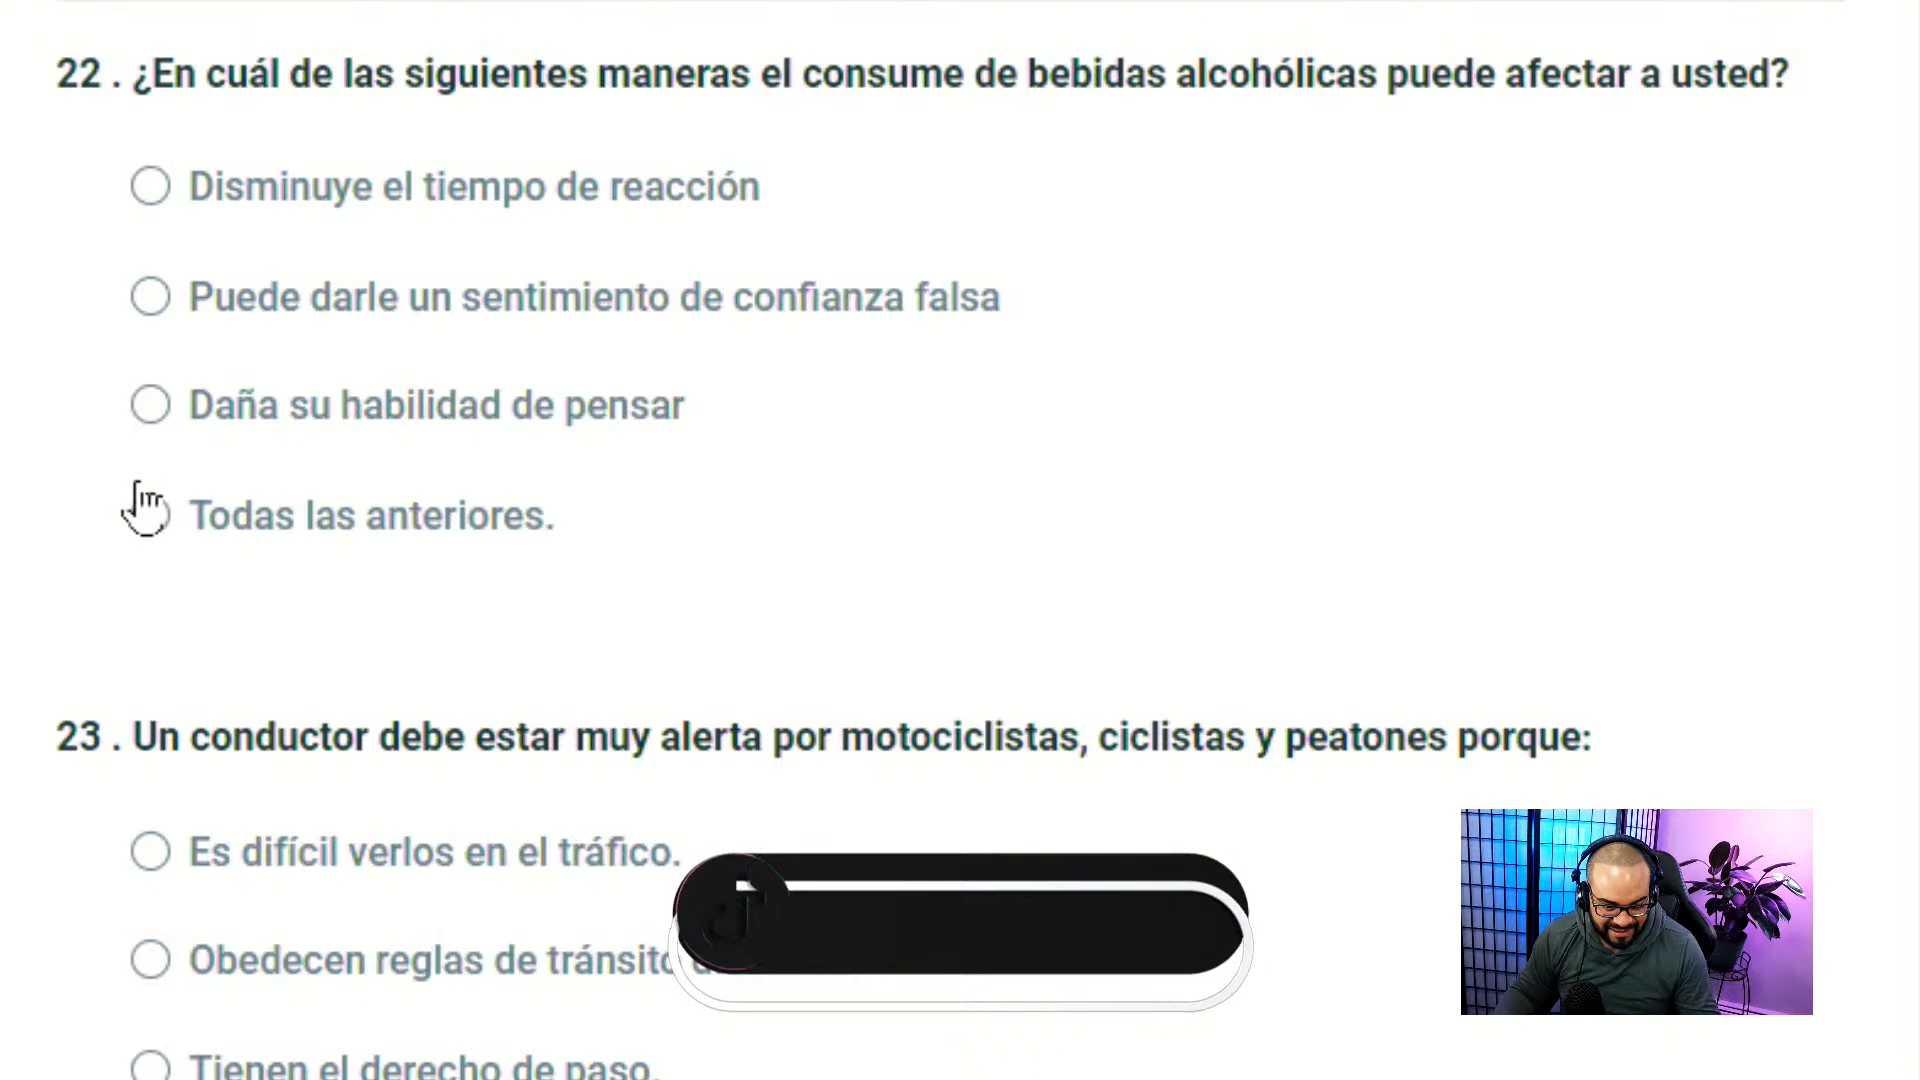 22 . ¿En cuál de las siguientes maneras el consume de bebidas alcohólicas puede afectar a usted?
Disminuye el tiempo de reacción
Puede darle un sentimiento de confianza falsa
Daña su habilidad de pensar
Todas las anteriores.
23 . Un conductor debe estar muy alerta por motociclistas, ciclistas y peatones porque:
Es difícil verlos en el tráfico.
Obedecen reglas de tránsito
Tienen el derecho de paso.